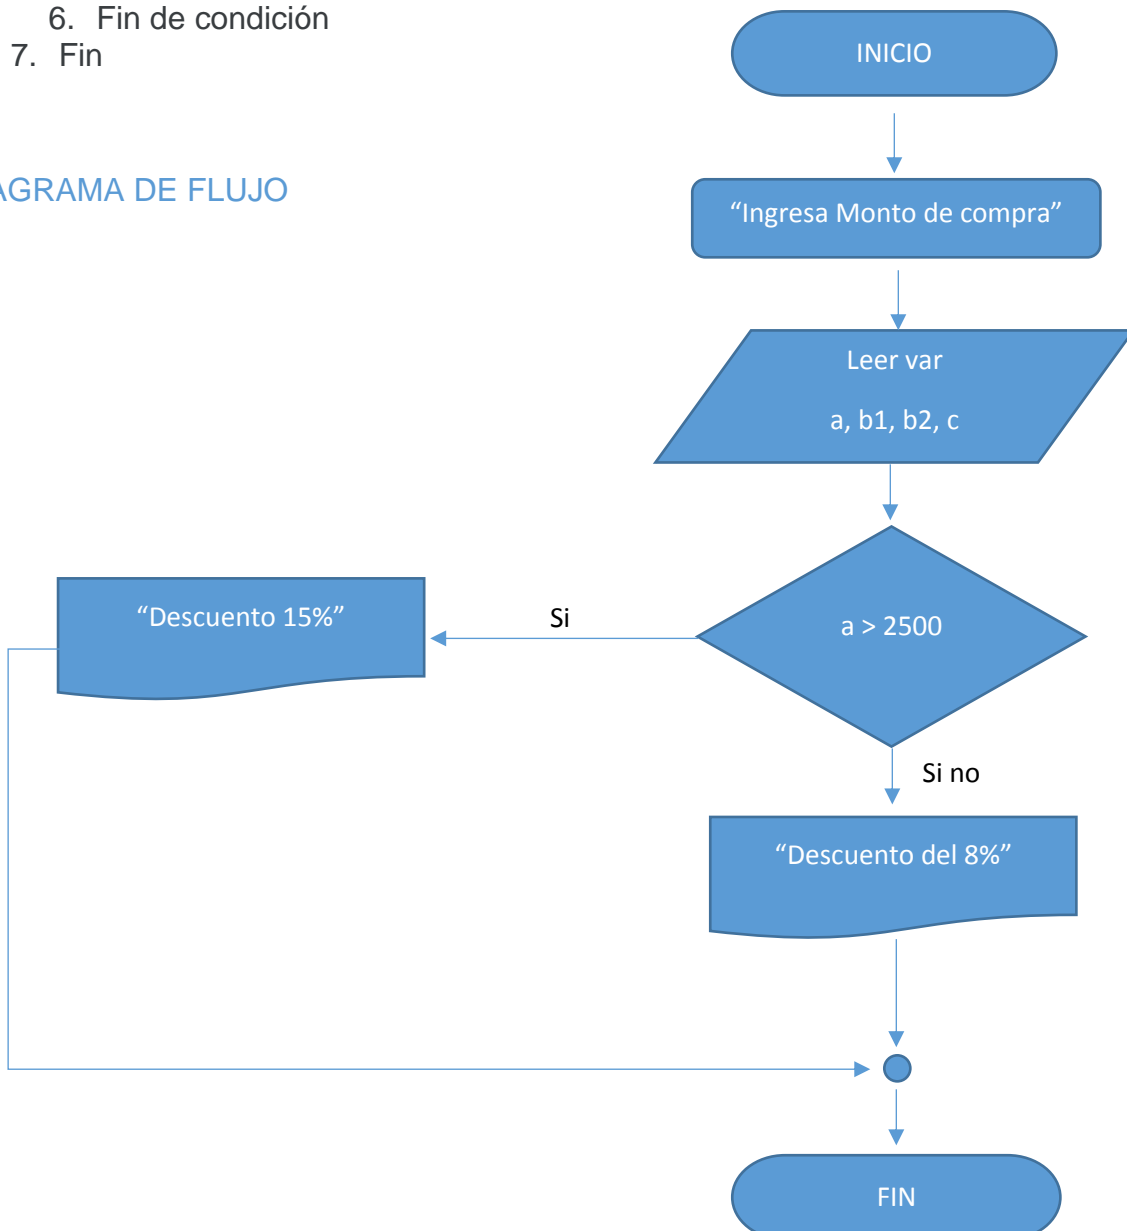 6. Fin de condición
7. Fin
AGRAMA DE FLUJO
INICIO
“Ingresa Monto de compra”
Leer var
a, b1, b2, c
a > 2500
Si
“Descuento 15%”
Si no
“Descuento del 8%”
FIN